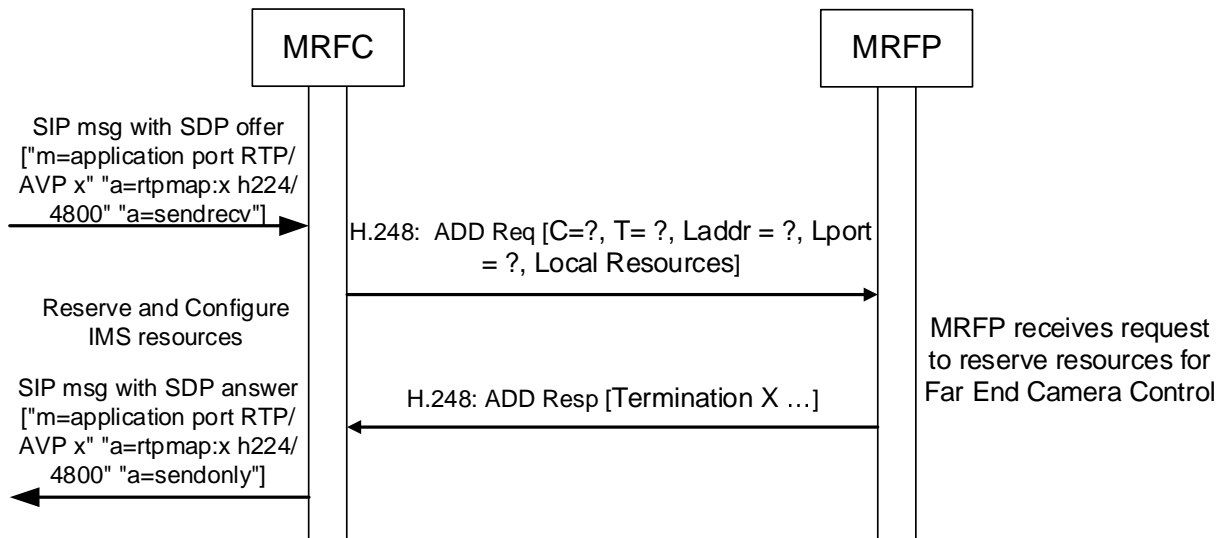 MRFC
MRFP
SIP msg with SDP offer
["m=application port RTP/
AVP x" "a=rtpmap:x h224/
4800" "a=sendrecv"]
H.248:  ADD Req [C=?, T= ?, Laddr = ?, Lport
= ?, Local Resources]
Reserve and Configure
IMS resources
MRFP receives request
to reserve resources for
Far End Camera Control
SIP msg with SDP answer
["m=application port RTP/
AVP x" "a=rtpmap:x h224/
4800" "a=sendonly"]
H.248: ADD Resp [Termination X …]